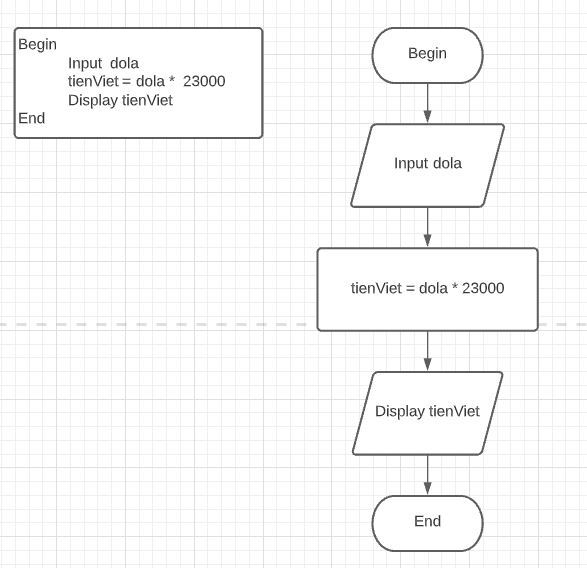 Begin
Input dola
tienViet = dola * 23000
Display tienViet
End
Begin
Input dola
tienViet = dola * 23000
Display tienViet
End